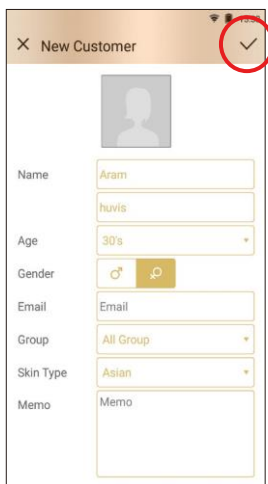 New Customer
Name
Aram
huvis
Age
30's
Gender
Email
Email
Group
All Group
Skin Type
Asian
Memo
Memo